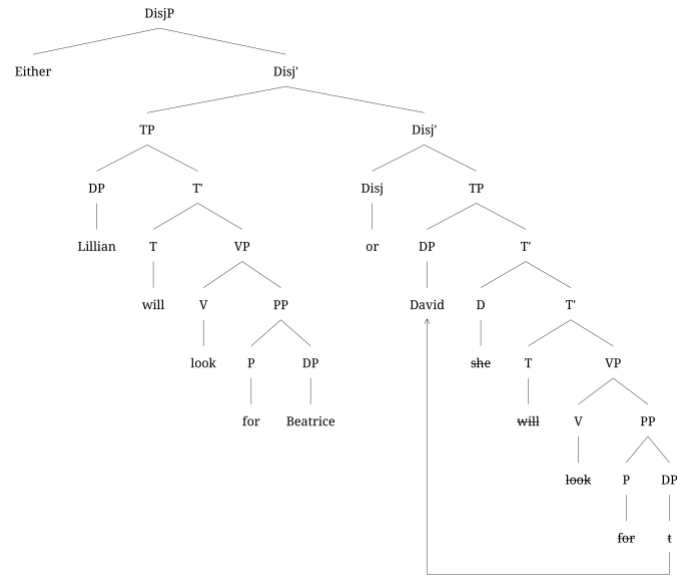 DisjP
Either Disj'
TP Disj'
DP T' Disj TP
Lillian T VP or DP T'
will V PP David D T'
look P DP she T VP
for Beatrice will V PP
look P DP
for t